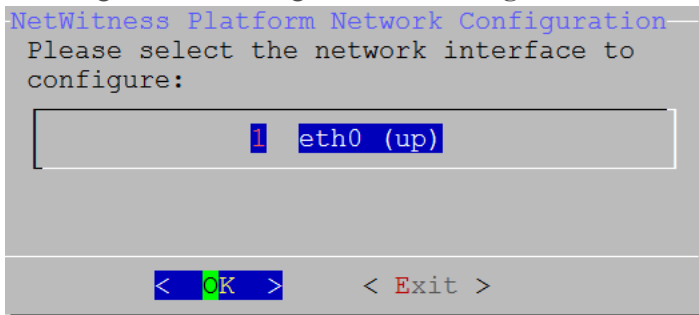 NetWitness Platform Network Configuration
Please select the network interface to
configure:
1 eth0 (up)
< OK > < Exit >